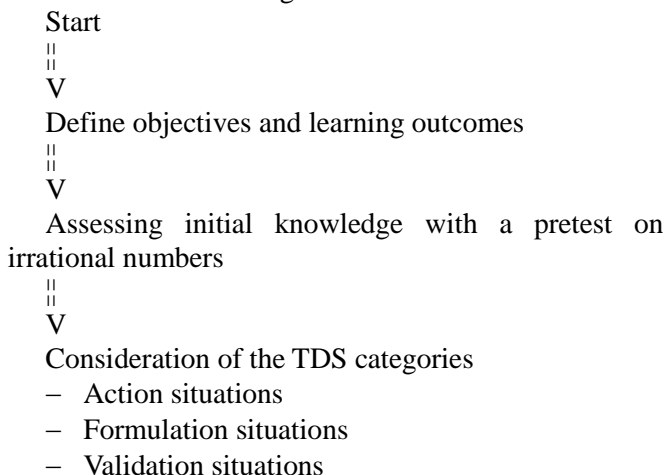 Start
||
||
V
Define objectives and learning outcomes
||
||
V
Assessing initial knowledge with a pretest on
irrational numbers
||
||
V
Consideration of the TDS categories
− Action situations
− Formulation situations
− Validation situations